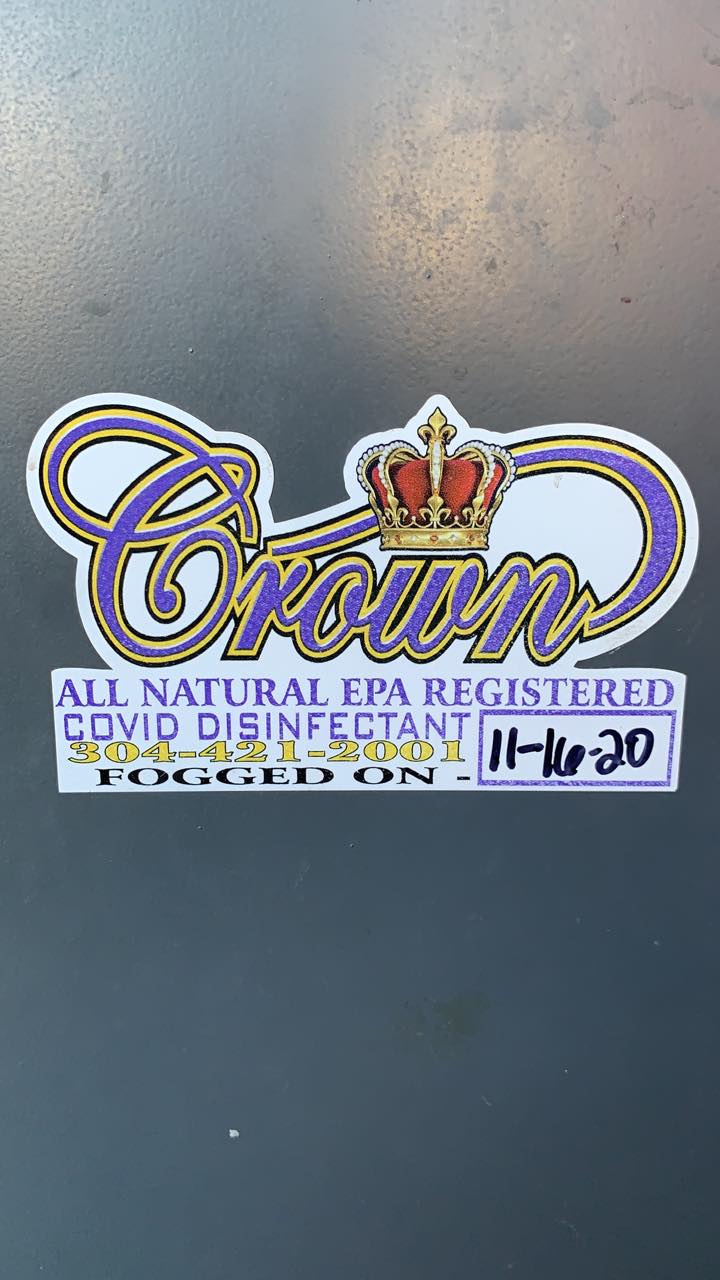 Crown
ALL NATURAL EPA REGISTERED
COVID DISINFECTANT
304-421-2001
FOGGED ON - 11-16-20